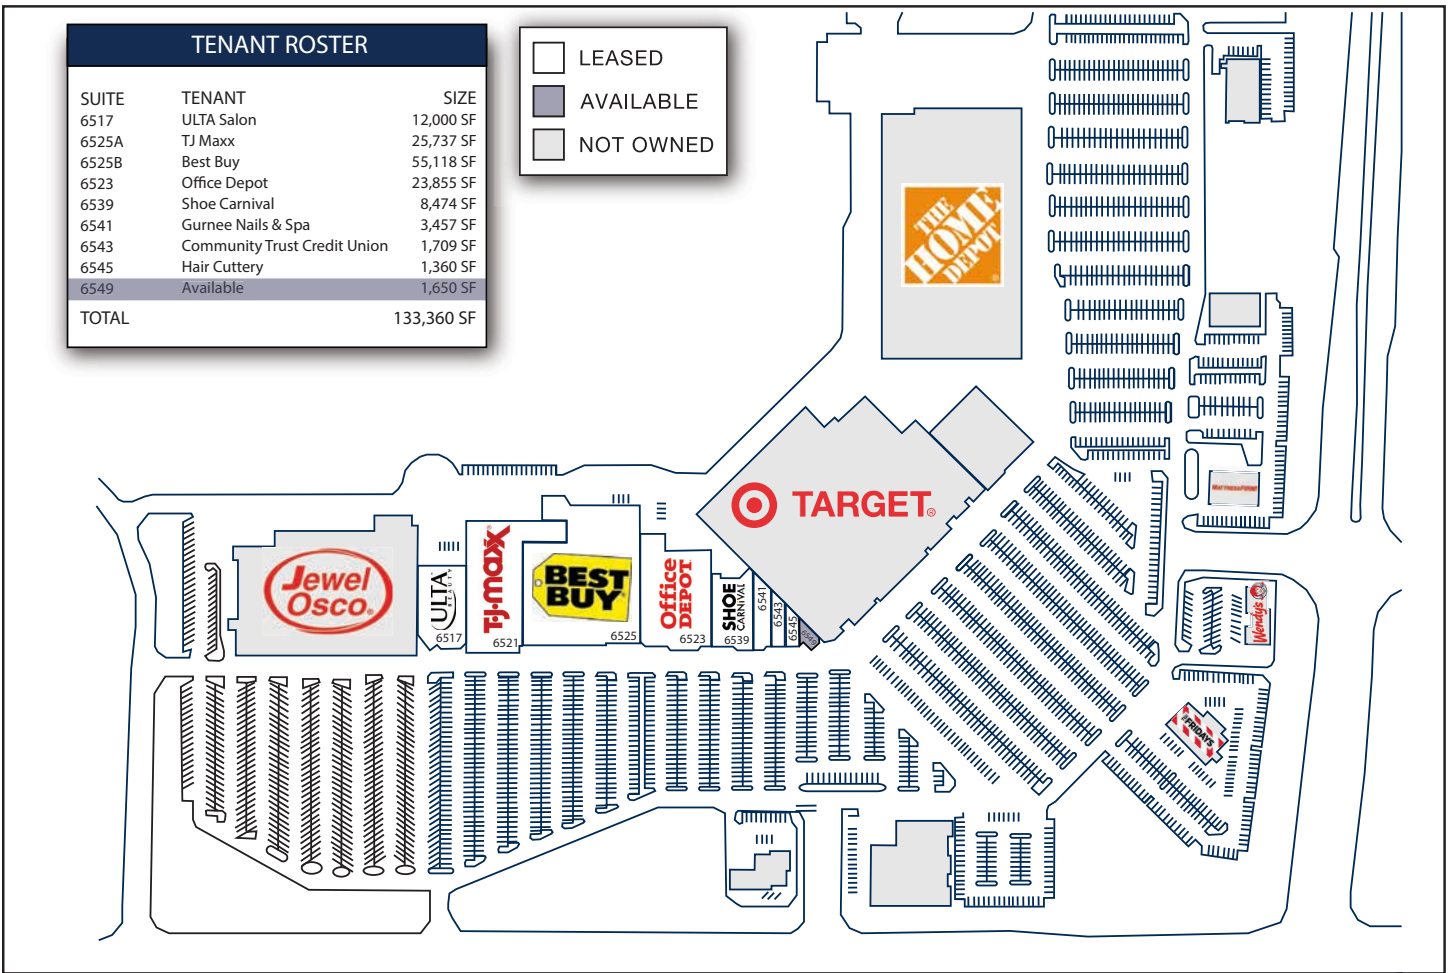 TENANT ROSTER
SUITE TENANT SIZE
6517 ULTA Salon 12,000 SF
6525A TJ Maxx 25,737 SF
6525B Best Buy 55,118 SF
6523 Office Depot 23,855 SF
6539 Shoe Carnival 8,474 SF
6541 Gurnee Nails & Spa 3,457 SF
6543 Community Trust Credit Union 1,709 SF
6545 Hair Cuttery 1,360 SF
6549 Available 1,650 SF
TOTAL 133,360 SF
LEASED
AVAILABLE
NOT OWNED
THE
HOME
DEPOT
TARGET
Jewel
Osco
ULTA
BEAUTY
6517
T·J·maxx
6521
BEST
BUY
6525
Office
DEPOT
6523
SHOE
CARNIVAL
6539
6541
6543
6545
6549
MATTRESS FIRM
Wendy's
FRIDAYS